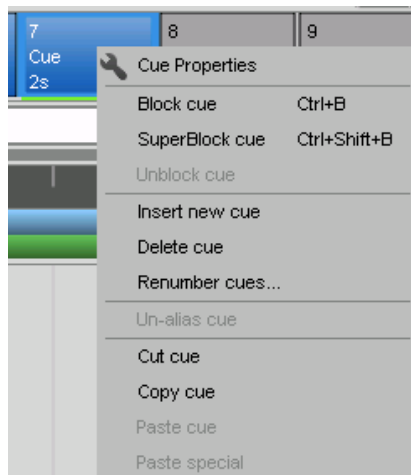 7 8 9
Cue
2s
Cue Properties
Block cue Ctrl+B
SuperBlock cue Ctrl+Shift+B
Unblock cue
Insert new cue
Delete cue
Renumber cues...
Un-alias cue
Cut cue
Copy cue
Paste cue
Paste special